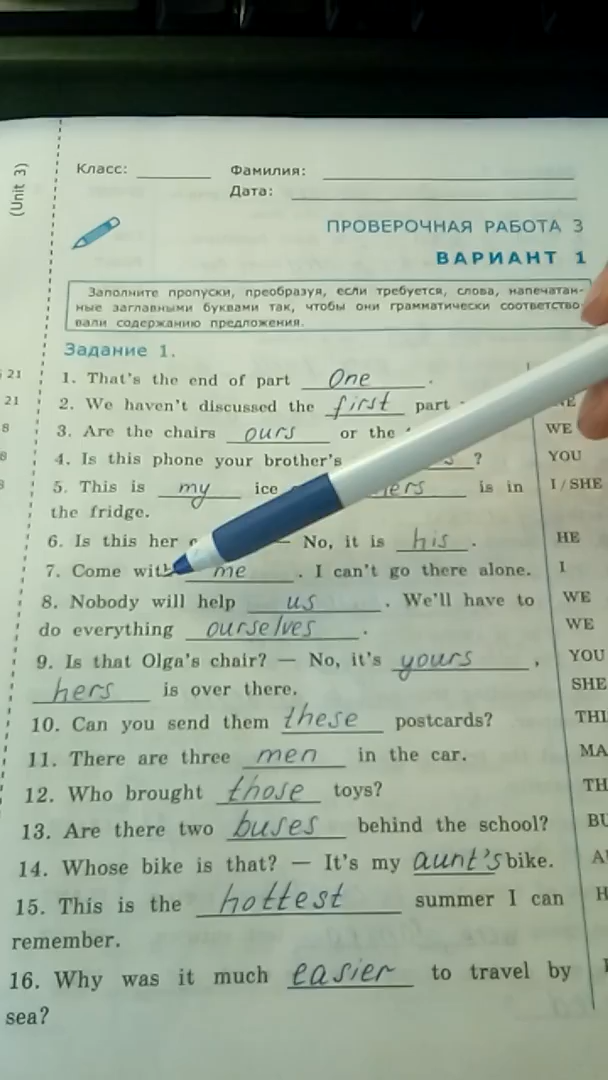 (Unit 3)
Класс: Фамилия:
Дата:
ПРОВЕРОЧНАЯ РАБОТА 3
ВАРИАНТ 1
Заполните пропуски, преобразуя, если требуется, слова, напечатан-
ные заглавными буквами так, чтобы они грамматически соответство
вали содержанию предложения.
Задание 1.
21 1. That's the end of part One.
21 2. We haven't discussed the first part
8 3. Are the chairs ours or the WE
8 4. Is this phone your brother's ? YOU
5. This is my ice is in I/SHE
the fridge.
6. Is this her — No, it is his. HE
7. Come with me. I can't go there alone. I
8. Nobody will help us. We'll have to WE
do everything ourselves. WE
9. Is that Olga's chair? — No, it's yours, YOU
hers is over there. SHE
10. Can you send them these postcards? THI
11. There are three men in the car. MA
12. Who brought those toys? TH
13. Are there two buses behind the school? BU
14. Whose bike is that? — It's my aunt's bike. A
15. This is the hottest summer I can H
remember.
16. Why was it much easier to travel by
sea?